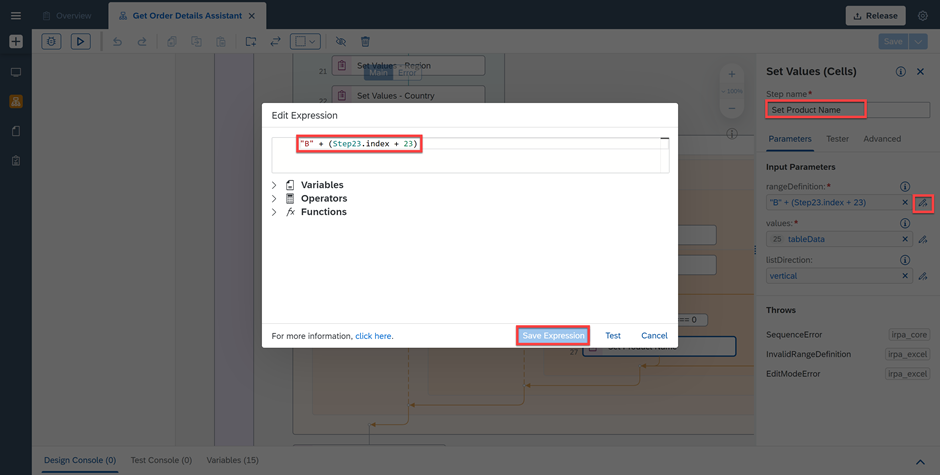 Overview
Get Order Details Assistant
Release
Save
21
Set Values - Region
Main
Error
22
Set Values - Country
100%
== 0
27
Set Values (Cells)
Step name*
Set Product Name
Parameters
Tester
Advanced
Input Parameters
rangeDefinition:*
"B" + (Step23.index + 23)
values:*
25 tableData
listDirection:
vertical
Throws
SequenceError
irpa_core
InvalidRangeDefinition
irpa_excel
EditModeError
irpa_excel
Edit Expression
"B" + (Step23.index + 23)
Variables
Operators
fx Functions
For more information, click here.
Save Expression
Test
Cancel
Design Console (0)
Test Console (0)
Variables (15)